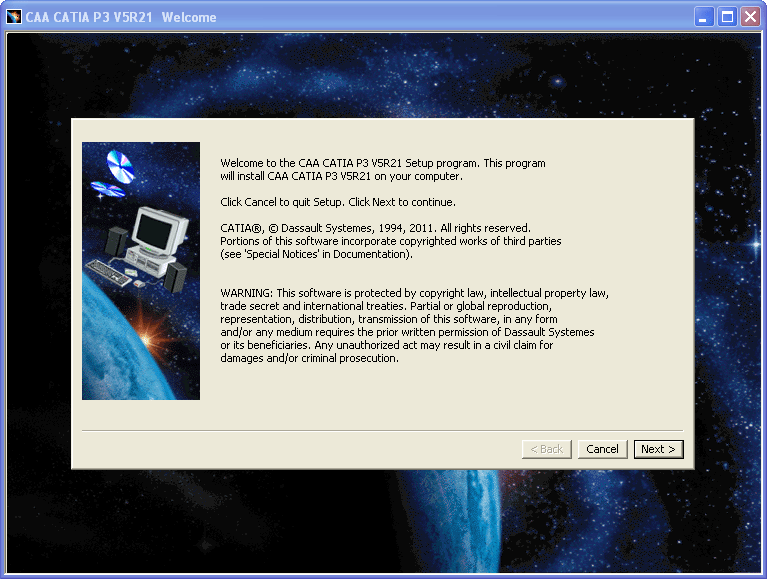 CAA CATIA P3 V5R21  Welcome
Welcome to the CAA CATIA P3 V5R21 Setup program. This program
will install CAA CATIA P3 V5R21 on your computer.
Click Cancel to quit Setup. Click Next to continue.
CATIA®, © Dassault Systemes, 1994, 2011. All rights reserved.
Portions of this software incorporate copyrighted works of third parties
(see 'Special Notices' in Documentation).
WARNING: This software is protected by copyright law, intellectual property law,
trade secret and international treaties. Partial or global reproduction,
representation, distribution, transmission of this software, in any form
and/or any medium requires the prior written permission of Dassault Systemes
or its beneficiaries. Any unauthorized act may result in a civil claim for
damages and/or criminal prosecution.
< Back Cancel Next >